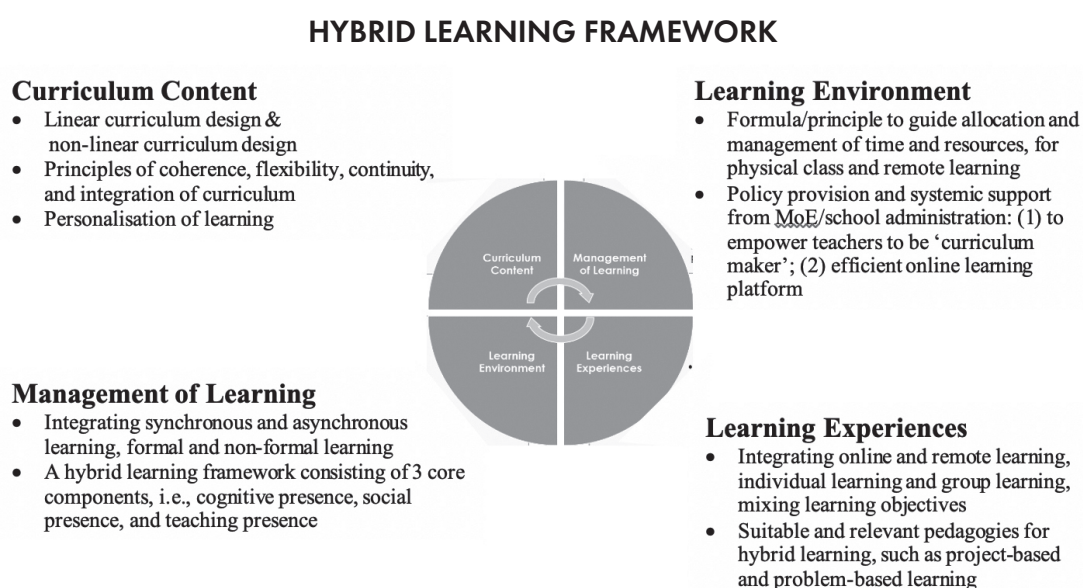 HYBRID LEARNING FRAMEWORK
Curriculum Content
• Linear curriculum design &
non-linear curriculum design
• Principles of coherence, flexibility, continuity,
and integration of curriculum
• Personalisation of learning
Learning Environment
• Formula/principle to guide allocation and
management of time and resources, for
physical class and remote learning
• Policy provision and systemic support
from MoE/school administration: (1) to
empower teachers to be ‘curriculum
maker’; (2) efficient online learning
platform
Curriculum
Content
Management
of Learning
Learning
Environment
Learning
Experiences
Management of Learning
• Integrating synchronous and asynchronous
learning, formal and non-formal learning
• A hybrid learning framework consisting of 3 core
components, i.e., cognitive presence, social
presence, and teaching presence
Learning Experiences
• Integrating online and remote learning,
individual learning and group learning,
mixing learning objectives
• Suitable and relevant pedagogies for
hybrid learning, such as project-based
and problem-based learning